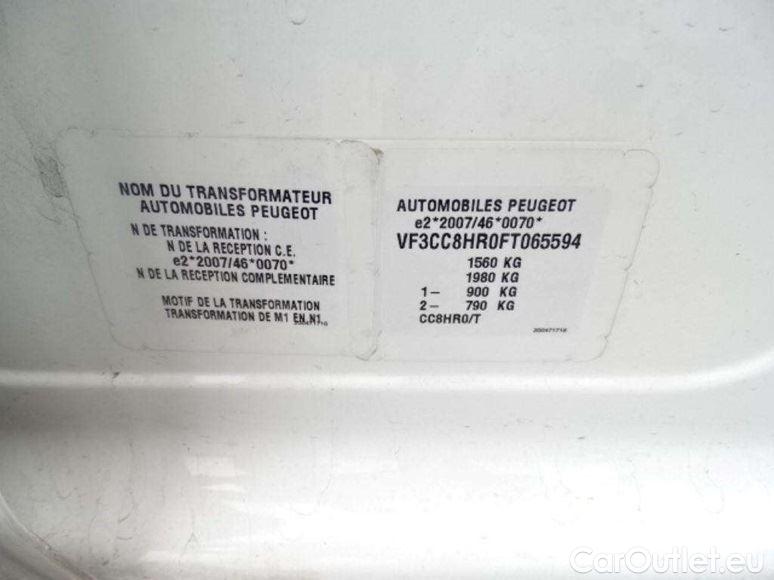 NOM DU TRANSFORMATEUR
AUTOMOBILES PEUGEOT
N DE TRANSFORMATION :
N DE LA RECEPTION C.E.
e2*2007/46*0070*
N DE LA RECEPTION COMPLEMENTAIRE
MOTIF DE LA TRANSFORMATION
TRANSFORMATION DE M1 EN N1
200471718
AUTOMOBILES PEUGEOT
e2*2007/46*0070*
VF3CC8HR0FT065594
1560 KG
1980 KG
1- 900 KG
2- 790 KG
CC8HR0/T
200471718
CarOutlet.eu